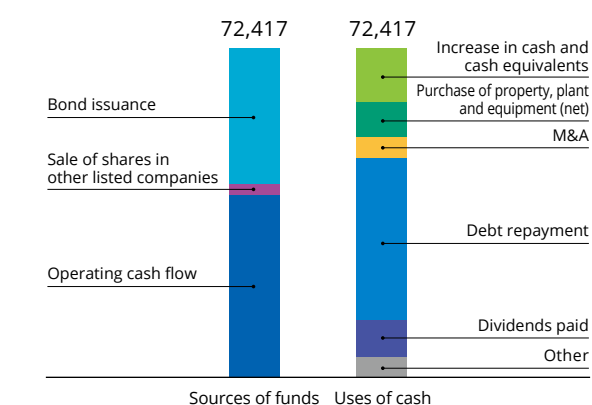 72,417
72,417
Bond issuance
Sale of shares in
other listed companies
Operating cash flow
Increase in cash and
cash equivalents
Purchase of property, plant
and equipment (net)
M&A
Debt repayment
Dividends paid
Other
Sources of funds
Uses of cash